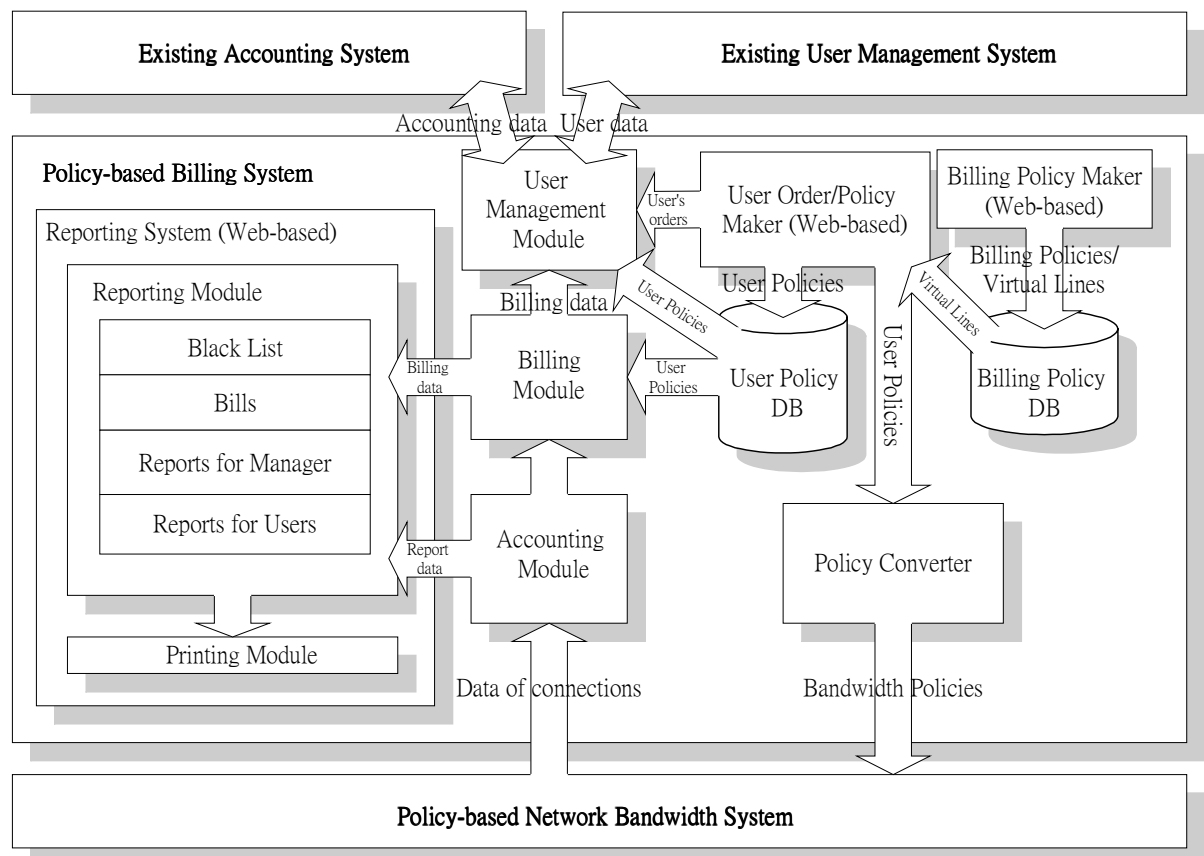 Existing Accounting System
Existing User Management System
Accounting data
User data
Policy-based Billing System
User
Management
Module
User's
orders
User Order/Policy
Maker (Web-based)
Billing Policy Maker
(Web-based)
Reporting System (Web-based)
Reporting Module
Billing data
User Policies
User Policies
Virtual Lines
Billing Policies/
Virtual Lines
Black List
Bills
Reports for Manager
Reports for Users
Billing
data
Billing
Module
User
Policies
User Policy
DB
User Policies
Billing Policy
DB
Report
data
Accounting
Module
Policy Converter
Printing Module
Data of connections
Bandwidth Policies
Policy-based Network Bandwidth System